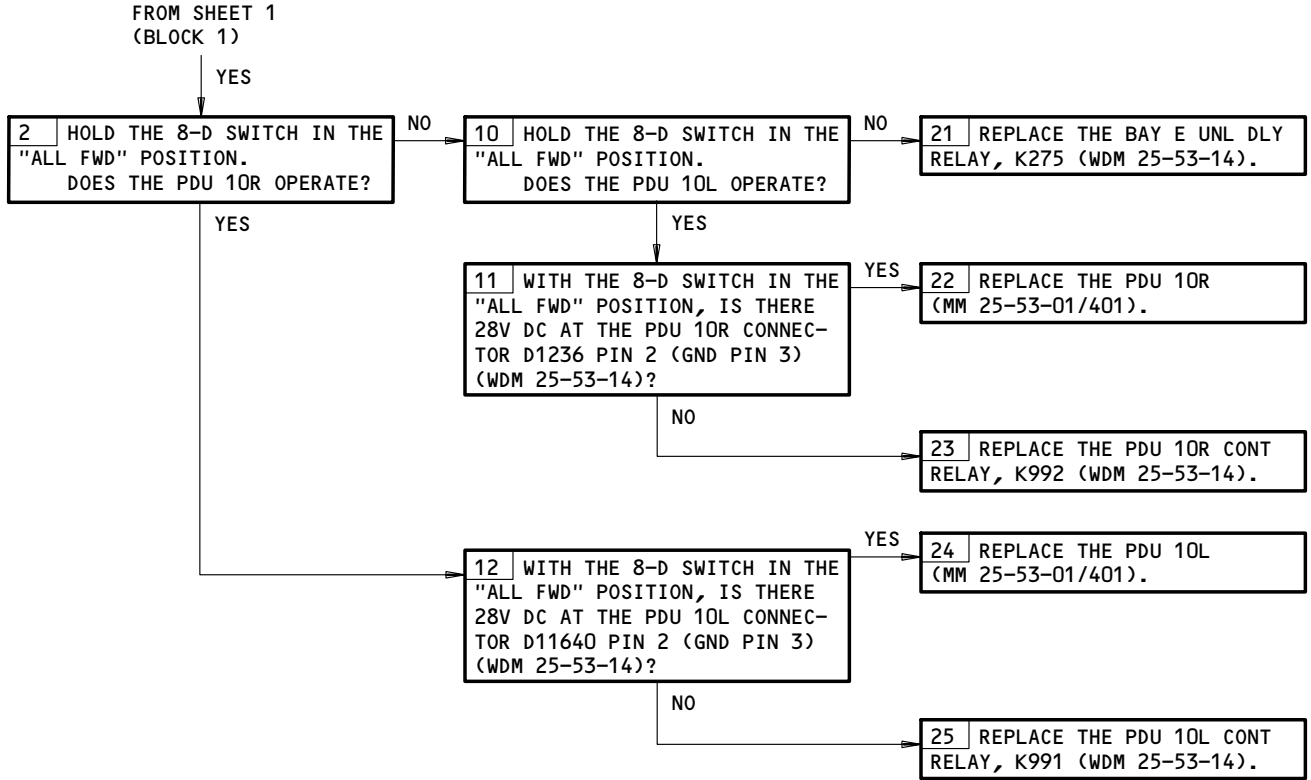 FROM SHEET 1
(BLOCK 1)
YES
2 HOLD THE 8-D SWITCH IN THE
"ALL FWD" POSITION.
DOES THE PDU 10R OPERATE?
NO
10 HOLD THE 8-D SWITCH IN THE
"ALL FWD" POSITION.
DOES THE PDU 10L OPERATE?
NO
21 REPLACE THE BAY E UNL DLY
RELAY, K275 (WDM 25-53-14).
YES
YES
11 WITH THE 8-D SWITCH IN THE
"ALL FWD" POSITION, IS THERE
28V DC AT THE PDU 10R CONNEC-
TOR D1236 PIN 2 (GND PIN 3)
(WDM 25-53-14)?
YES
22 REPLACE THE PDU 10R
(MM 25-53-01/401).
NO
23 REPLACE THE PDU 10R CONT
RELAY, K992 (WDM 25-53-14).
12 WITH THE 8-D SWITCH IN THE
"ALL FWD" POSITION, IS THERE
28V DC AT THE PDU 10L CONNEC-
TOR D11640 PIN 2 (GND PIN 3)
(WDM 25-53-14)?
YES
24 REPLACE THE PDU 10L
(MM 25-53-01/401).
NO
25 REPLACE THE PDU 10L CONT
RELAY, K991 (WDM 25-53-14).